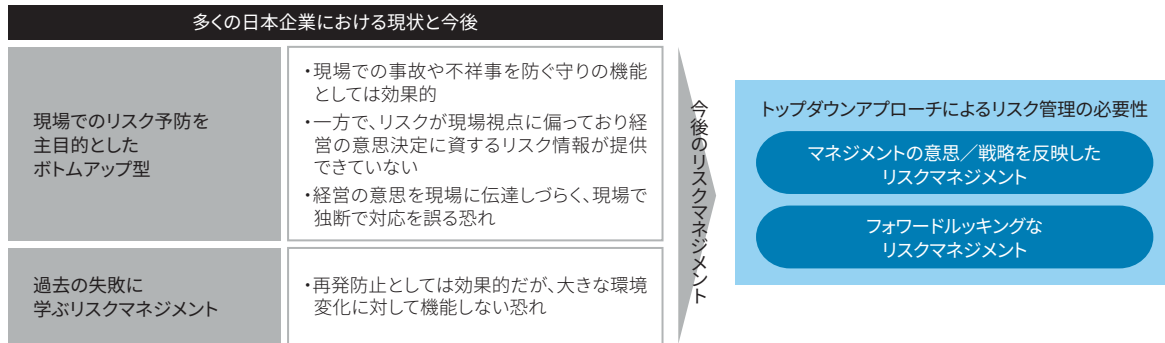 多くの日本企業における現状と今後
現場でのリスク予防を
主目的とした
ボトムアップ型
・現場での事故や不祥事を防ぐ守りの機能
としては効果的
・一方で、リスクが現場視点に偏っており経
営の意思決定に資するリスク情報が提供
できていない
・経営の意思を現場に伝達しづらく、現場で
独断で対応を誤る恐れ
過去の失敗に
学ぶリスクマネジメント
・再発防止としては効果的だが、大きな環境
変化に対して機能しない恐れ
今後のリスクマネジメント
トップダウンアプローチによるリスク管理の必要性
マネジメントの意思／戦略を反映した
リスクマネジメント
フォワードルッキングな
リスクマネジメント